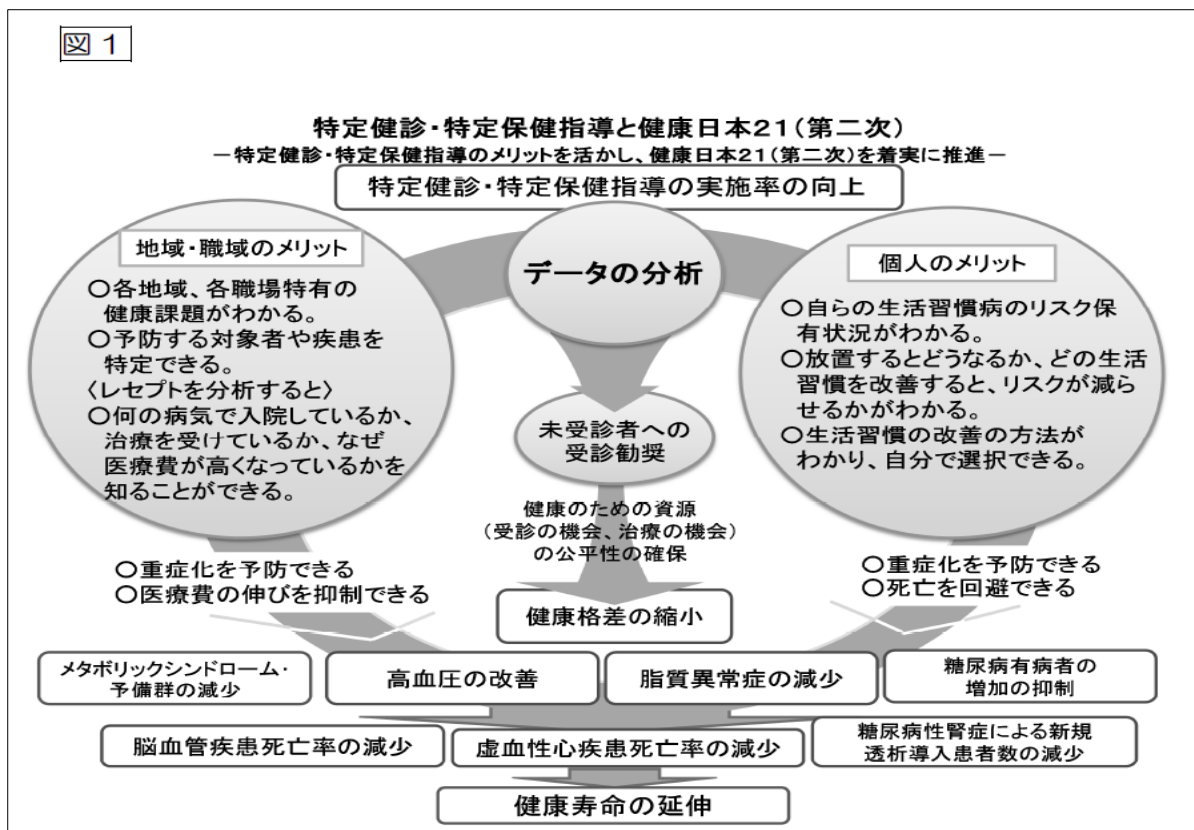 図１
特定健診・特定保健指導と健康日本２１（第二次）
－特定健診・特定保健指導のメリットを活かし、健康日本２１（第二次）を着実に推進－
特定健診・特定保健指導の実施率の向上
地域・職域のメリット
○各地域、各職場特有の
健康課題がわかる。
○予防する対象者や疾患を
特定できる。
〈レセプトを分析すると〉
○何の病気で入院しているか、
治療を受けているか、なぜ
医療費が高くなっているかを
知ることができる。
○重症化を予防できる
○医療費の伸びを抑制できる
データの分析
未受診者への
受診勧奨
健康のための資源
（受診の機会、治療の機会）
の公平性の確保
健康格差の縮小
個人のメリット
○自らの生活習慣病のリスク保
有状況がわかる。
○放置するとどうなるか、どの生活
習慣を改善すると、リスクが減ら
せるかがわかる。
○生活習慣の改善の方法が
わかり、自分で選択できる。
○重症化を予防できる
○死亡を回避できる
メタボリックシンドローム・
予備群の減少
高血圧の改善
脂質異常症の減少
糖尿病有病者の
増加の抑制
脳血管疾患死亡率の減少
虚血性心疾患死亡率の減少
糖尿病性腎症による新規
透析導入患者数の減少
健康寿命の延伸